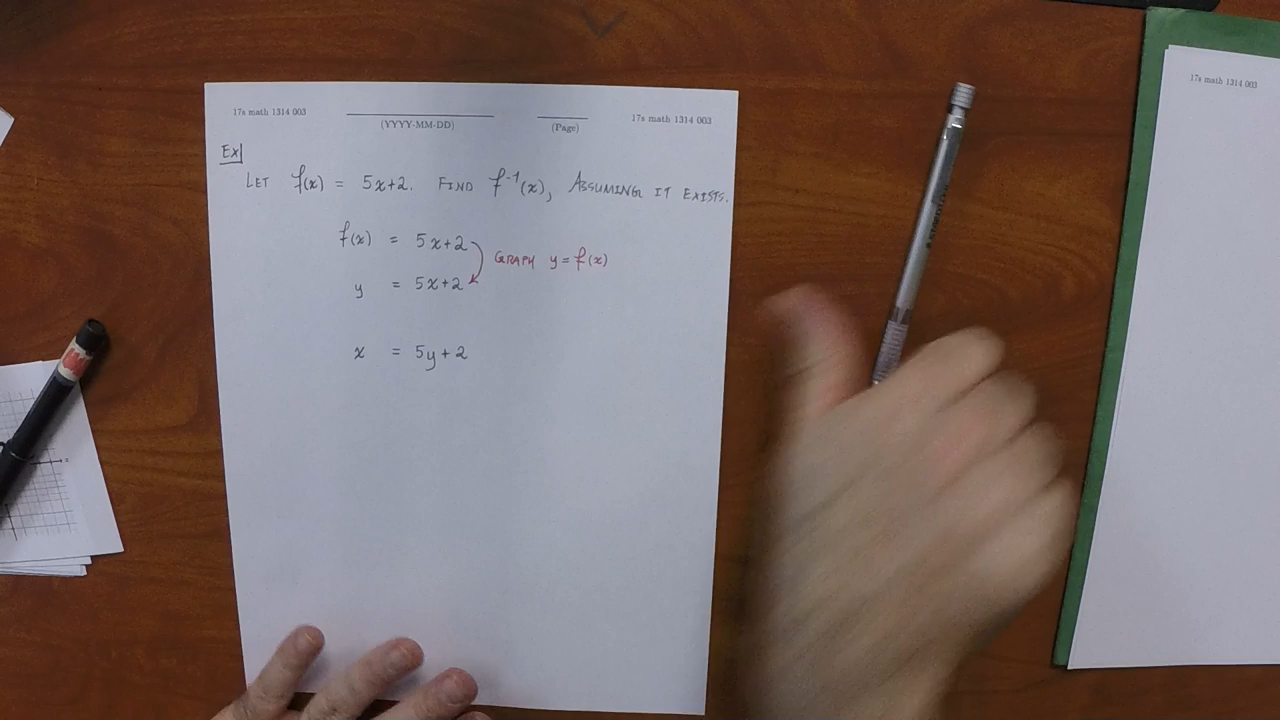 17s math 1314 003
(YYYY-MM-DD)
(Page)
17s math 1314 003
Ex
LET f(x) = 5x+2. FIND f⁻¹(x), ASSUMING IT EXISTS.
f(x) = 5x+2
GRAPH y = f(x)
y = 5x+2
x = 5y+2
17s math 1314 003
x